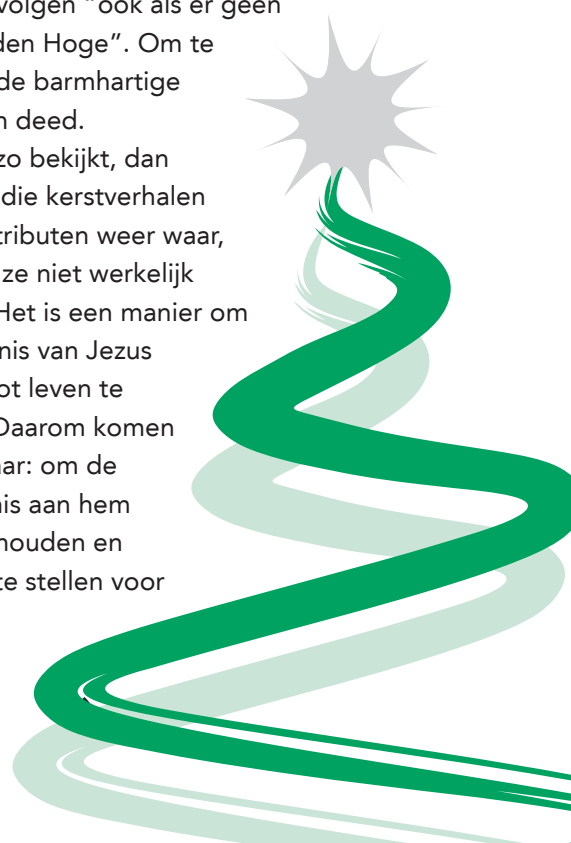 volgen “ook als er geen
den Hoge”. Om te
de barmhartige
n deed.
zo bekijkt, dan
die kerstverhalen
tributen weer waar,
ze niet werkelijk
Het is een manier om
nis van Jezus
ot leven te
Daarom komen
ar: om de
is aan hem
houden en
te stellen voor